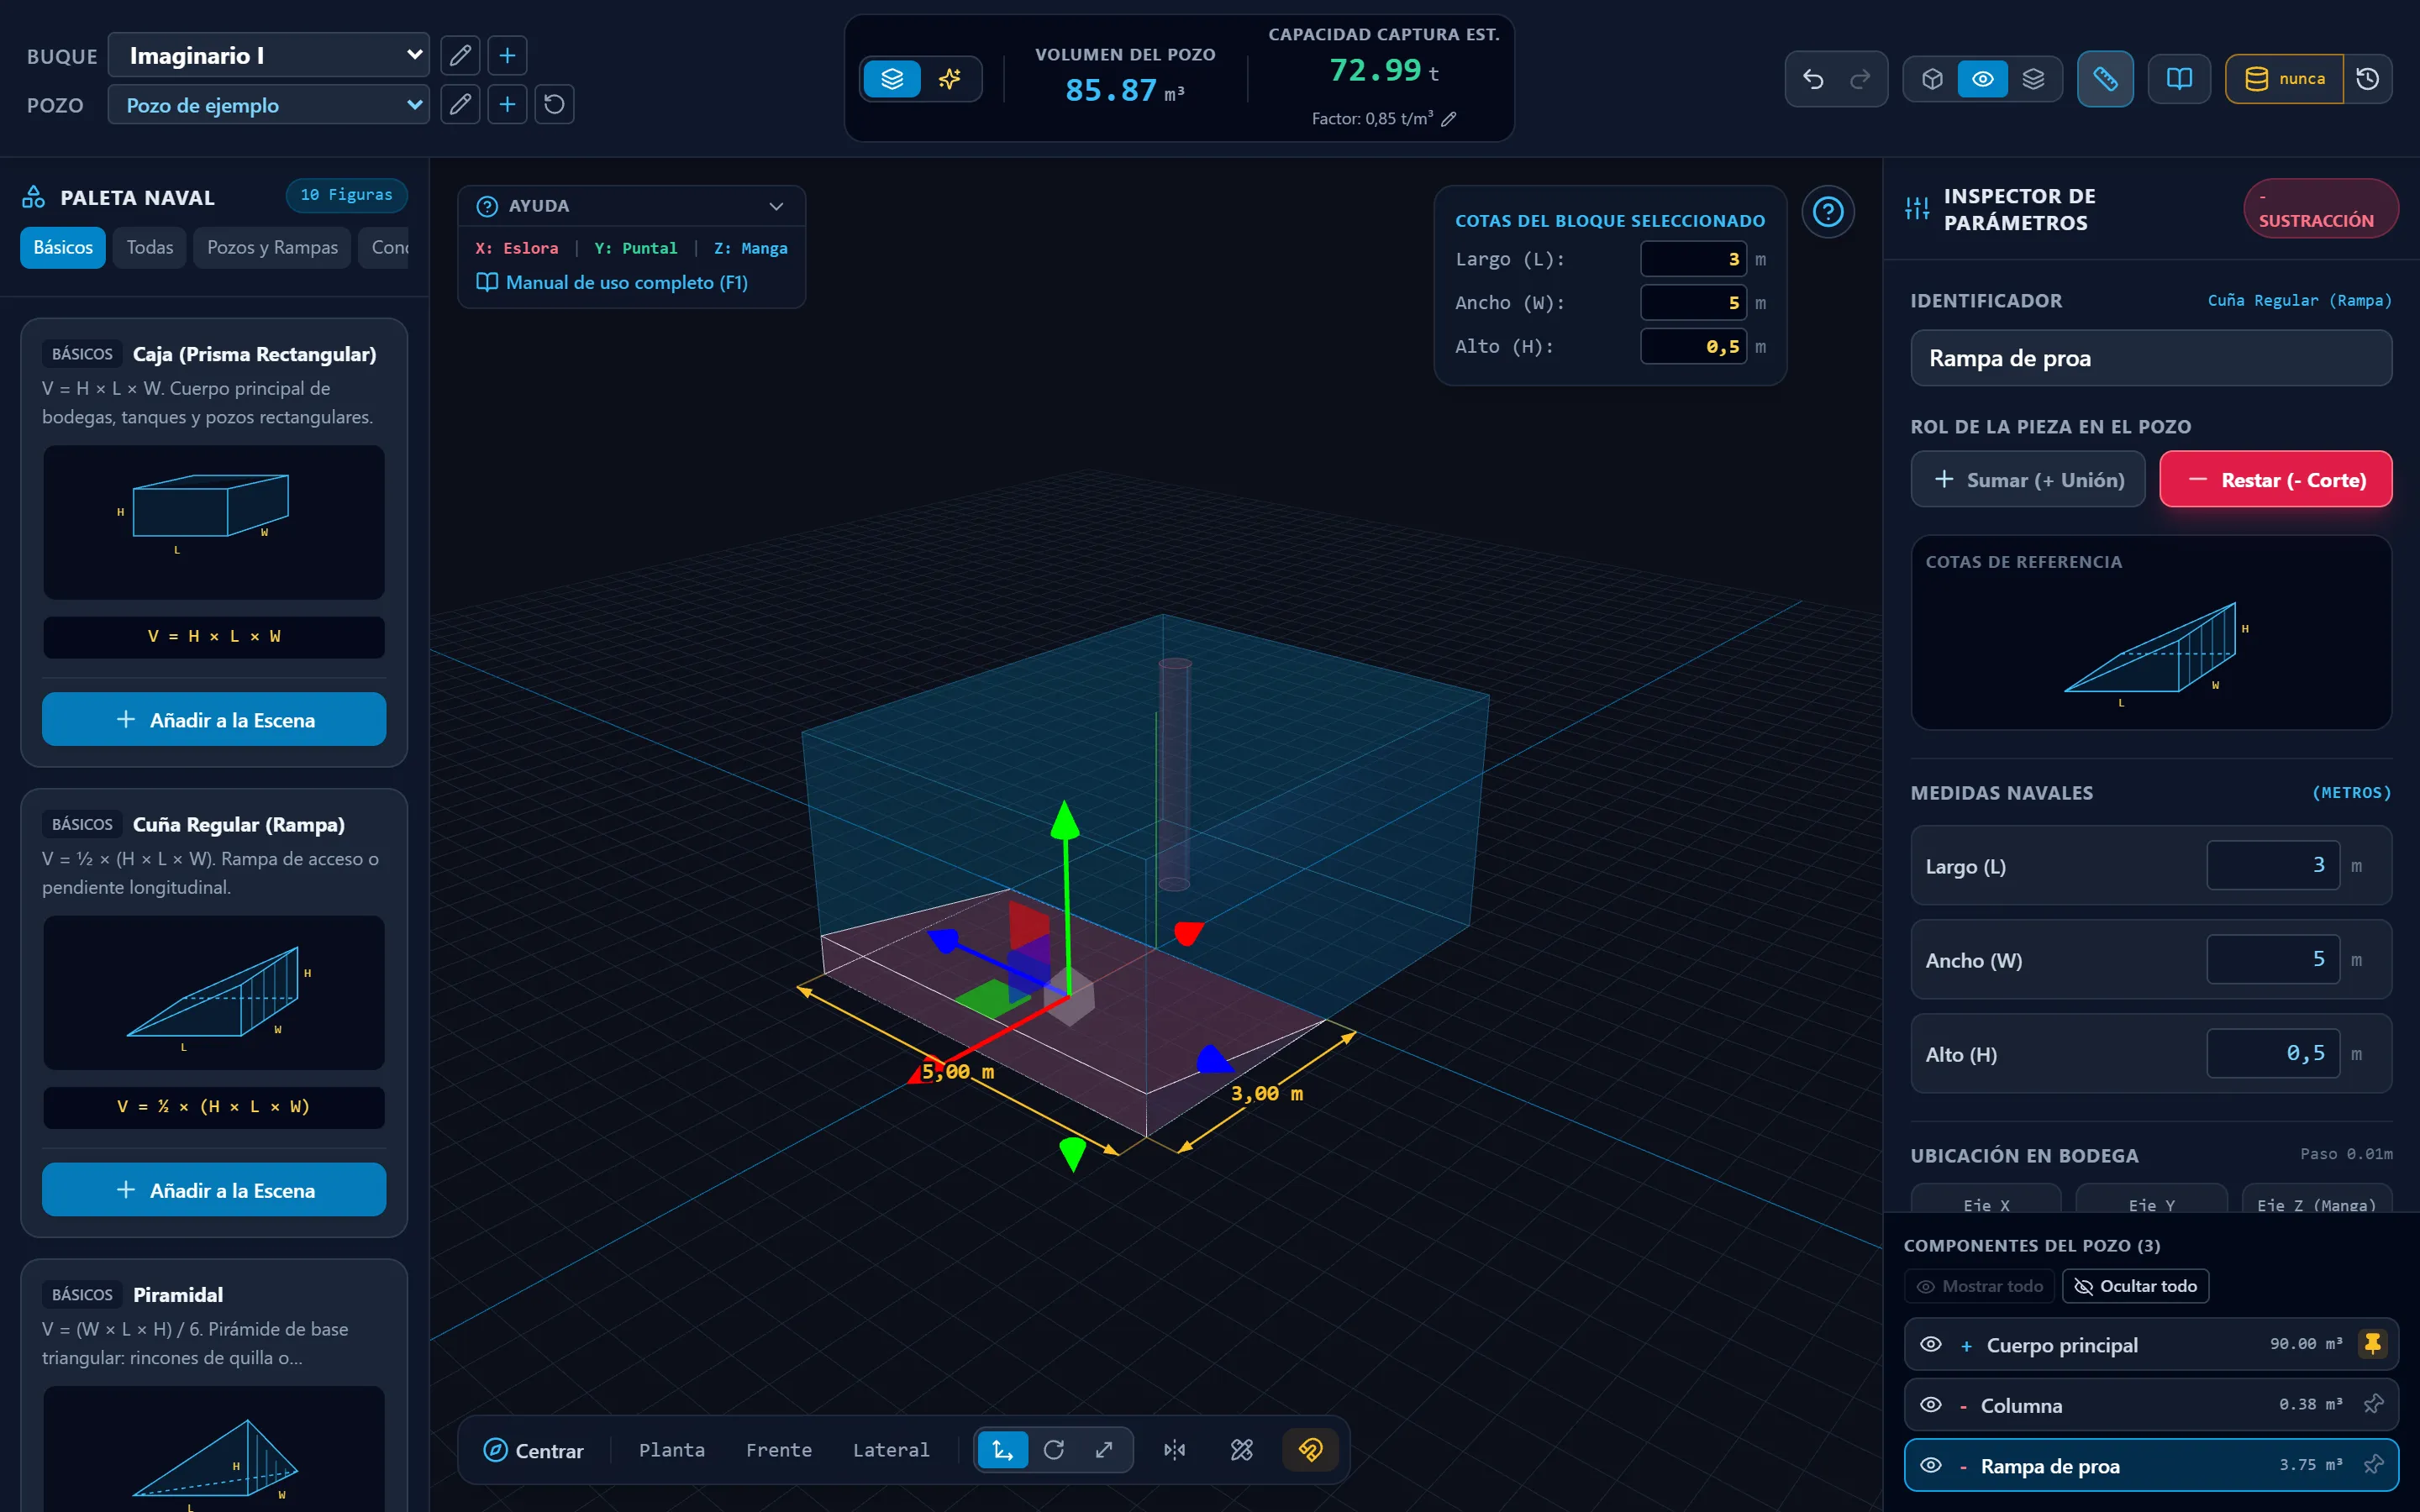 BUQUE
Imaginario I
POZO
Pozo de ejemplo
VOLUMEN DEL POZO
85.87 m³
CAPACIDAD CAPTURA EST.
72.99 t
Factor: 0,85 t/m³
nunca
PALETA NAVAL
10 Figuras
Básicos
Todas
Pozos y Rampas
Conc
BÁSICOS
Caja (Prisma Rectangular)
V = H × L × W. Cuerpo principal de
bodegas, tanques y pozos rectangulares.
H
W
L
V = H × L × W
Añadir a la Escena
BÁSICOS
Cuña Regular (Rampa)
V = ½ × (H × L × W). Rampa de acceso o
pendiente longitudinal.
H
W
L
V = ½ × (H × L × W)
Añadir a la Escena
BÁSICOS
Piramidal
V = (W × L × H) / 6. Pirámide de base
triangular: rincones de quilla o...
H
W
L
AYUDA
X: Eslora | Y: Puntal | Z: Manga
Manual de uso completo (F1)
COTAS DEL BLOQUE SELECCIONADO
Largo (L): 3 m
Ancho (W): 5 m
Alto (H): 0,5 m
5,00 m
3,00 m
Centrar
Planta
Frente
Lateral
INSPECTOR DE
PARÁMETROS
-
SUSTRACCIÓN
IDENTIFICADOR
Cuña Regular (Rampa)
Rampa de proa
ROL DE LA PIEZA EN EL POZO
Sumar (+ Unión)
Restar (- Corte)
COTAS DE REFERENCIA
H
W
L
MEDIDAS NAVALES
(METROS)
Largo (L) 3 m
Ancho (W) 5 m
Alto (H) 0,5 m
UBICACIÓN EN BODEGA
Paso 0.01m
Eje X
Eje Y
Eje Z (Manga)
COMPONENTES DEL POZO (3)
Mostrar todo
Ocultar todo
+ Cuerpo principal 90.00 m³
- Columna 0.38 m³
- Rampa de proa 3.75 m³